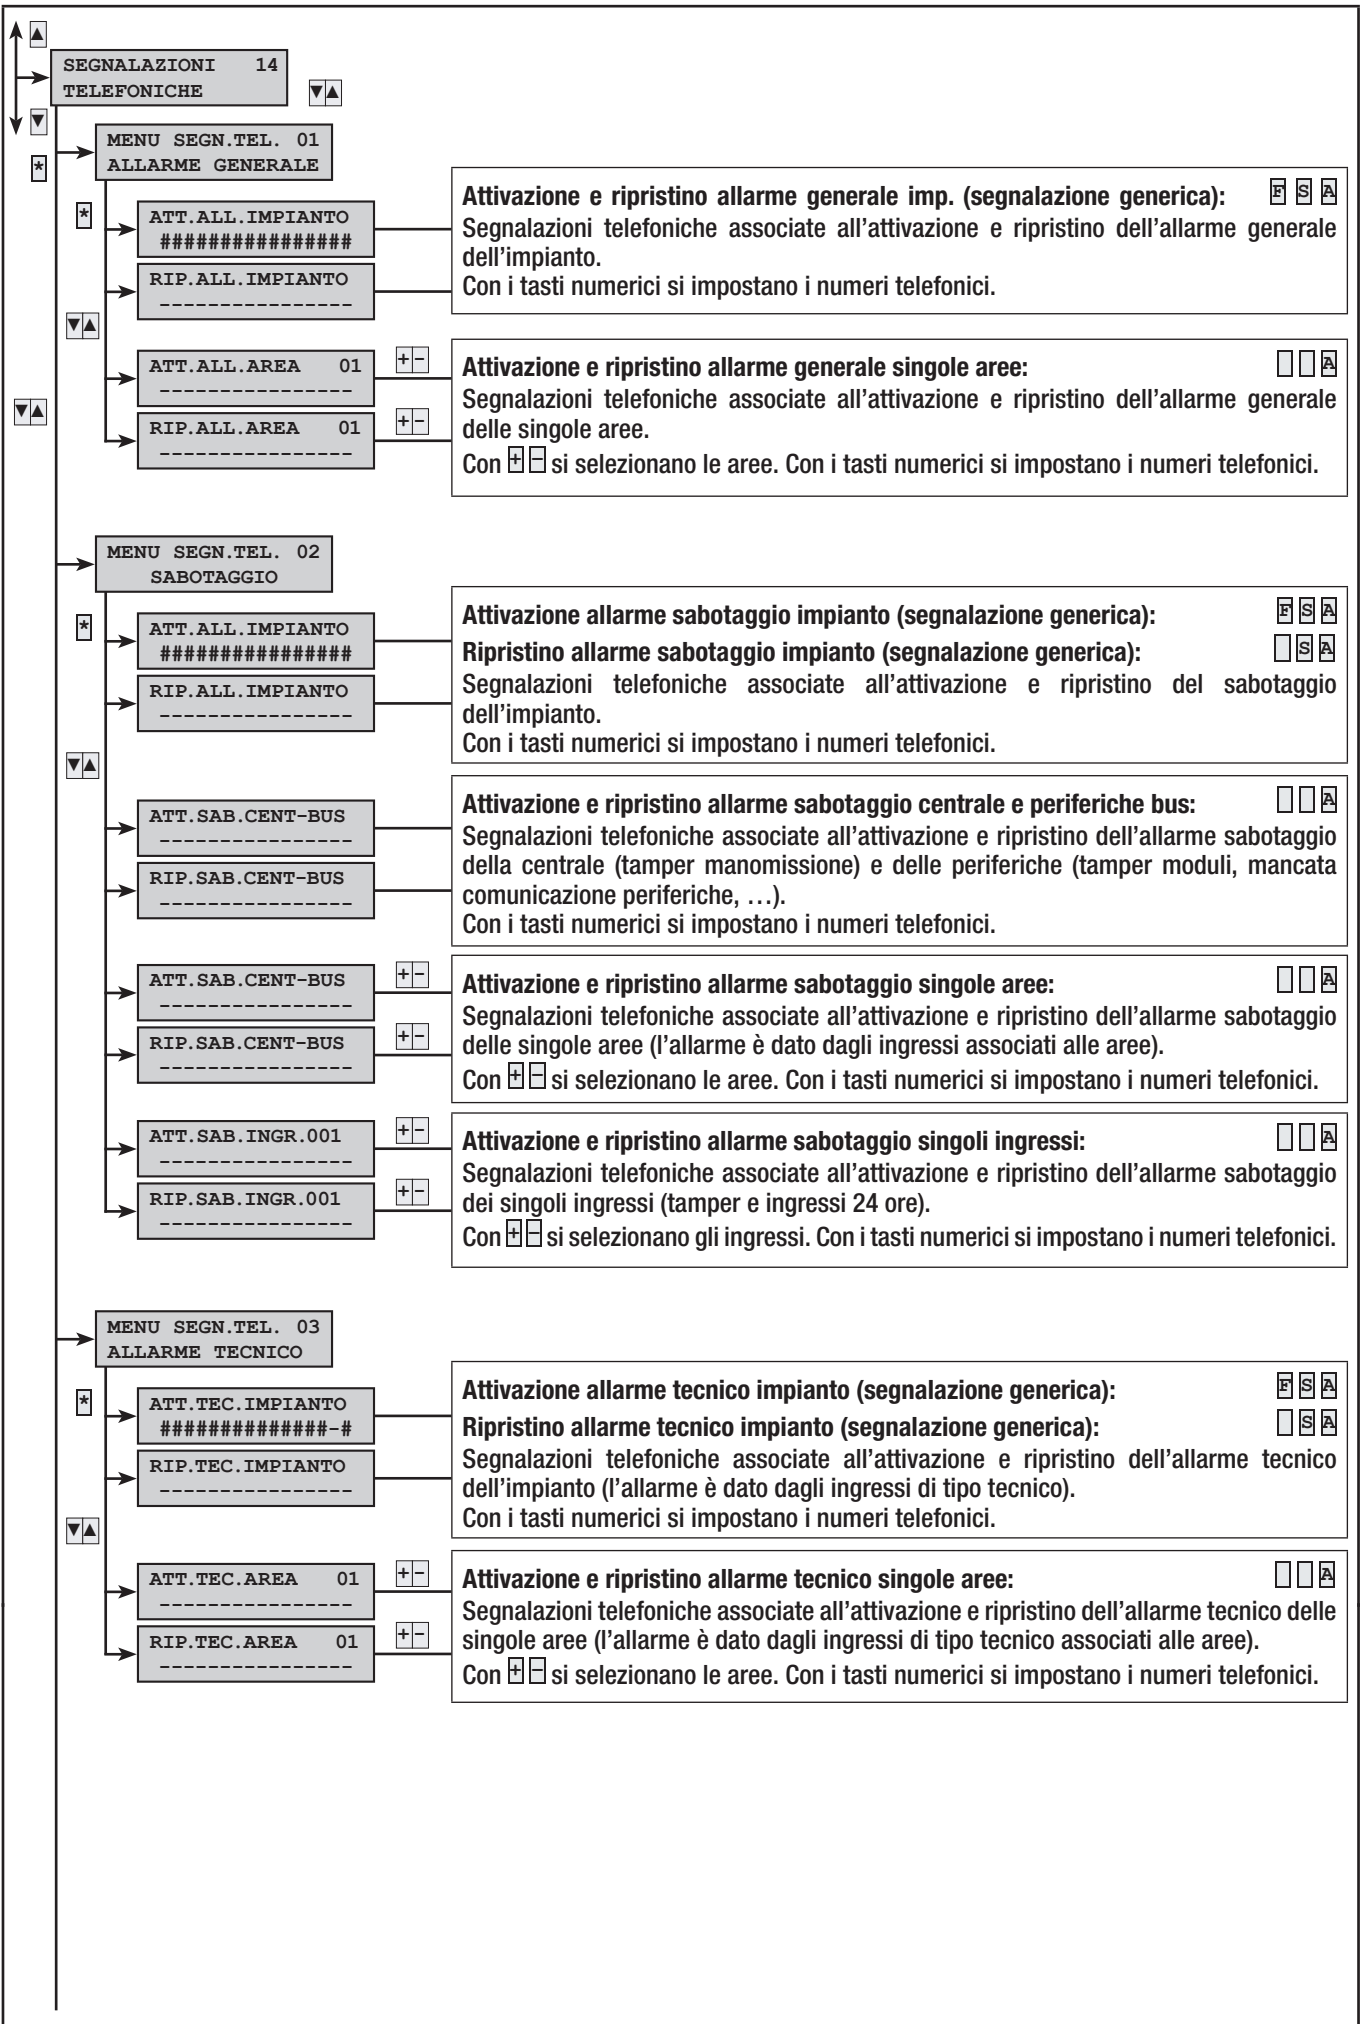 ▲
SEGNALAZIONI 14
TELEFONICHE
▼▲
▼
*
MENU SEGN.TEL. 01
ALLARME GENERALE
*
ATT.ALL.IMPIANTO
################
RIP.ALL.IMPIANTO
----------------
Attivazione e ripristino allarme generale imp. (segnalazione generica): F S A
Segnalazioni telefoniche associate all'attivazione e ripristino dell'allarme generale
dell'impianto.
Con i tasti numerici si impostano i numeri telefonici.
▼▲
ATT.ALL.AREA 01
----------------
+-
RIP.ALL.AREA 01
----------------
+-
Attivazione e ripristino allarme generale singole aree: A
Segnalazioni telefoniche associate all'attivazione e ripristino dell'allarme generale
delle singole aree.
Con + - si selezionano le aree. Con i tasti numerici si impostano i numeri telefonici.
▼▲
MENU SEGN.TEL. 02
SABOTAGGIO
*
ATT.ALL.IMPIANTO
################
RIP.ALL.IMPIANTO
----------------
Attivazione allarme sabotaggio impianto (segnalazione generica): F S A
Ripristino allarme sabotaggio impianto (segnalazione generica): S A
Segnalazioni telefoniche associate all'attivazione e ripristino del sabotaggio
dell'impianto.
Con i tasti numerici si impostano i numeri telefonici.
▼▲
ATT.SAB.CENT-BUS
----------------
RIP.SAB.CENT-BUS
----------------
Attivazione e ripristino allarme sabotaggio centrale e periferiche bus: A
Segnalazioni telefoniche associate all'attivazione e ripristino dell'allarme sabotaggio
della centrale (tamper manomissione) e delle periferiche (tamper moduli, mancata
comunicazione periferiche, …).
Con i tasti numerici si impostano i numeri telefonici.
ATT.SAB.CENT-BUS
----------------
+-
RIP.SAB.CENT-BUS
----------------
+-
Attivazione e ripristino allarme sabotaggio singole aree: A
Segnalazioni telefoniche associate all'attivazione e ripristino dell'allarme sabotaggio
delle singole aree (l'allarme è dato dagli ingressi associati alle aree).
Con + - si selezionano le aree. Con i tasti numerici si impostano i numeri telefonici.
ATT.SAB.INGR.001
----------------
+-
RIP.SAB.INGR.001
----------------
+-
Attivazione e ripristino allarme sabotaggio singoli ingressi: A
Segnalazioni telefoniche associate all'attivazione e ripristino dell'allarme sabotaggio
dei singoli ingressi (tamper e ingressi 24 ore).
Con + - si selezionano gli ingressi. Con i tasti numerici si impostano i numeri telefonici.
MENU SEGN.TEL. 03
ALLARME TECNICO
*
ATT.TEC.IMPIANTO
##############-#
RIP.TEC.IMPIANTO
----------------
Attivazione allarme tecnico impianto (segnalazione generica): F S A
Ripristino allarme tecnico impianto (segnalazione generica): S A
Segnalazioni telefoniche associate all'attivazione e ripristino dell'allarme tecnico
dell'impianto (l'allarme è dato dagli ingressi di tipo tecnico).
Con i tasti numerici si impostano i numeri telefonici.
▼▲
ATT.TEC.AREA 01
----------------
+-
RIP.TEC.AREA 01
----------------
+-
Attivazione e ripristino allarme tecnico singole aree: A
Segnalazioni telefoniche associate all'attivazione e ripristino dell'allarme tecnico delle
singole aree (l'allarme è dato dagli ingressi di tipo tecnico associati alle aree).
Con + - si selezionano le aree. Con i tasti numerici si impostano i numeri telefonici.